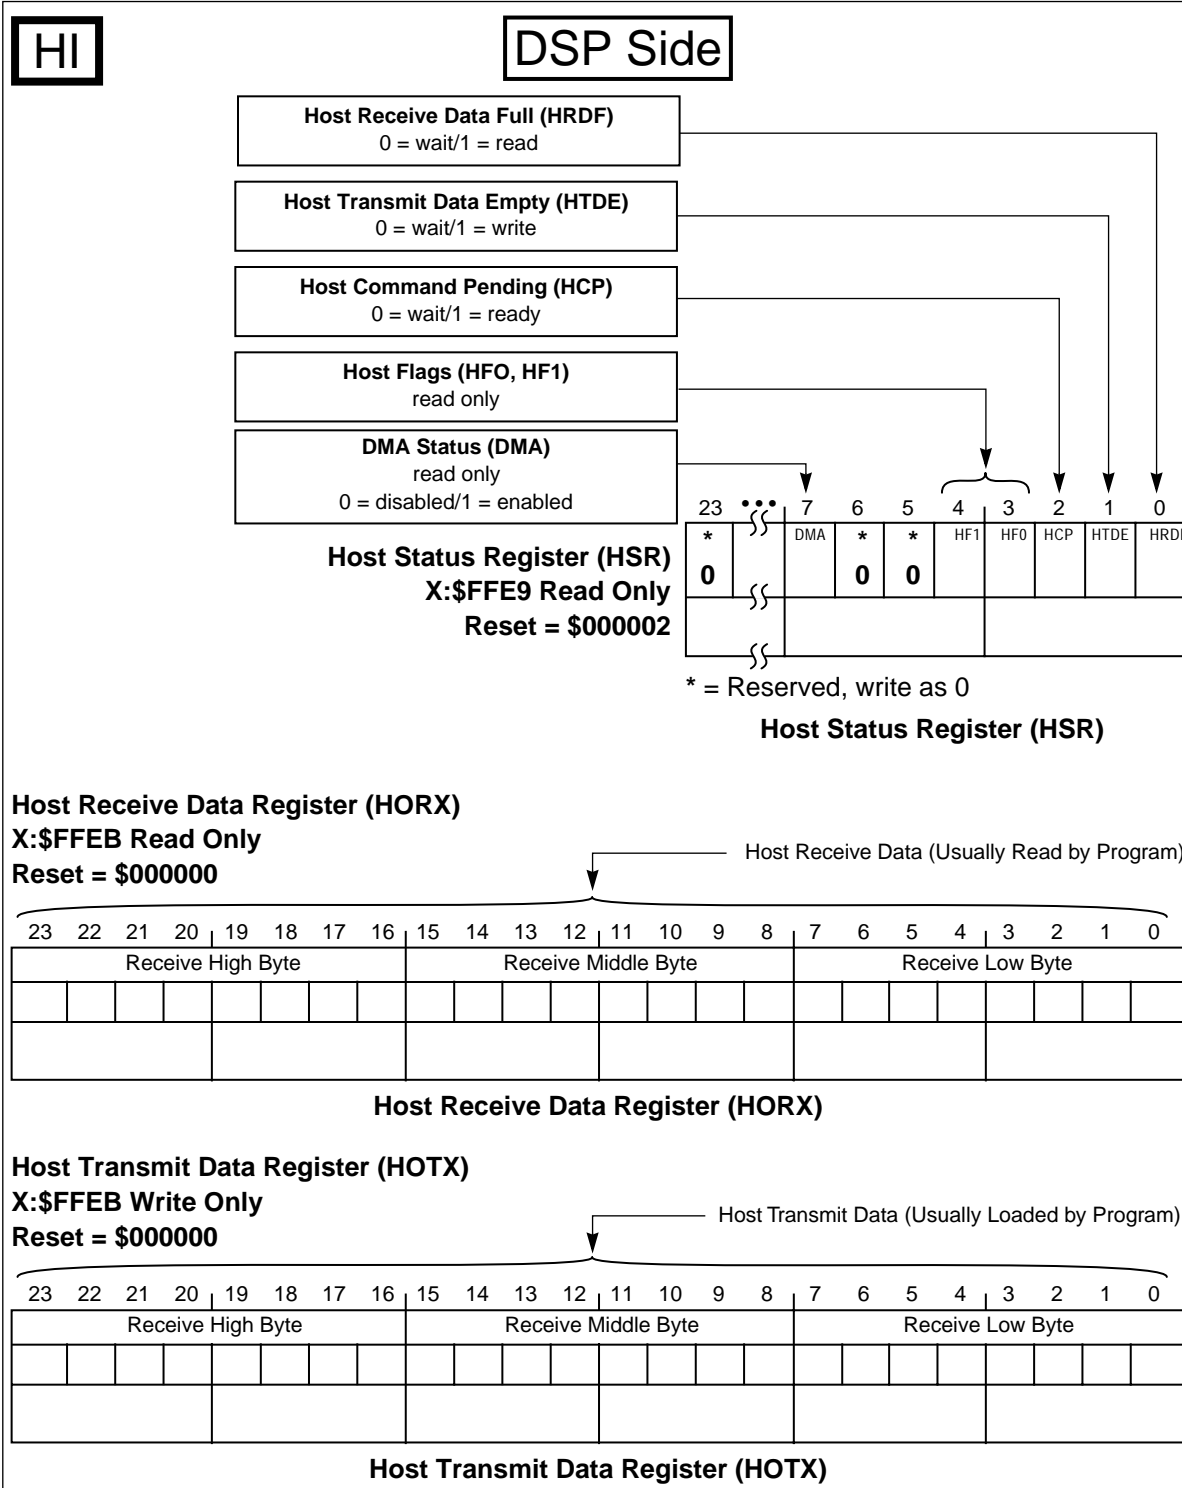 HI
DSP Side
Host Receive Data Full (HRDF)
0 = wait/1 = read
Host Transmit Data Empty (HTDE)
0 = wait/1 = write
Host Command Pending (HCP)
0 = wait/1 = ready
Host Flags (HFO, HF1)
read only
DMA Status (DMA)
read only
0 = disabled/1 = enabled
23 ••• 7 6 5 4 3 2 1 0
* DMA * * HF1 HF0 HCP HTDE HRDF
0 0 0
Host Status Register (HSR)
X:$FFE9 Read Only
Reset = $000002
* = Reserved, write as 0
Host Status Register (HSR)
Host Receive Data Register (HORX)
X:$FFEB Read Only
Reset = $000000
Host Receive Data (Usually Read by Program)
23 22 21 20 19 18 17 16 15 14 13 12 11 10 9 8 7 6 5 4 3 2 1 0
Receive High Byte Receive Middle Byte Receive Low Byte
Host Receive Data Register (HORX)
Host Transmit Data Register (HOTX)
X:$FFEB Write Only
Reset = $000000
Host Transmit Data (Usually Loaded by Program)
23 22 21 20 19 18 17 16 15 14 13 12 11 10 9 8 7 6 5 4 3 2 1 0
Receive High Byte Receive Middle Byte Receive Low Byte
Host Transmit Data Register (HOTX)